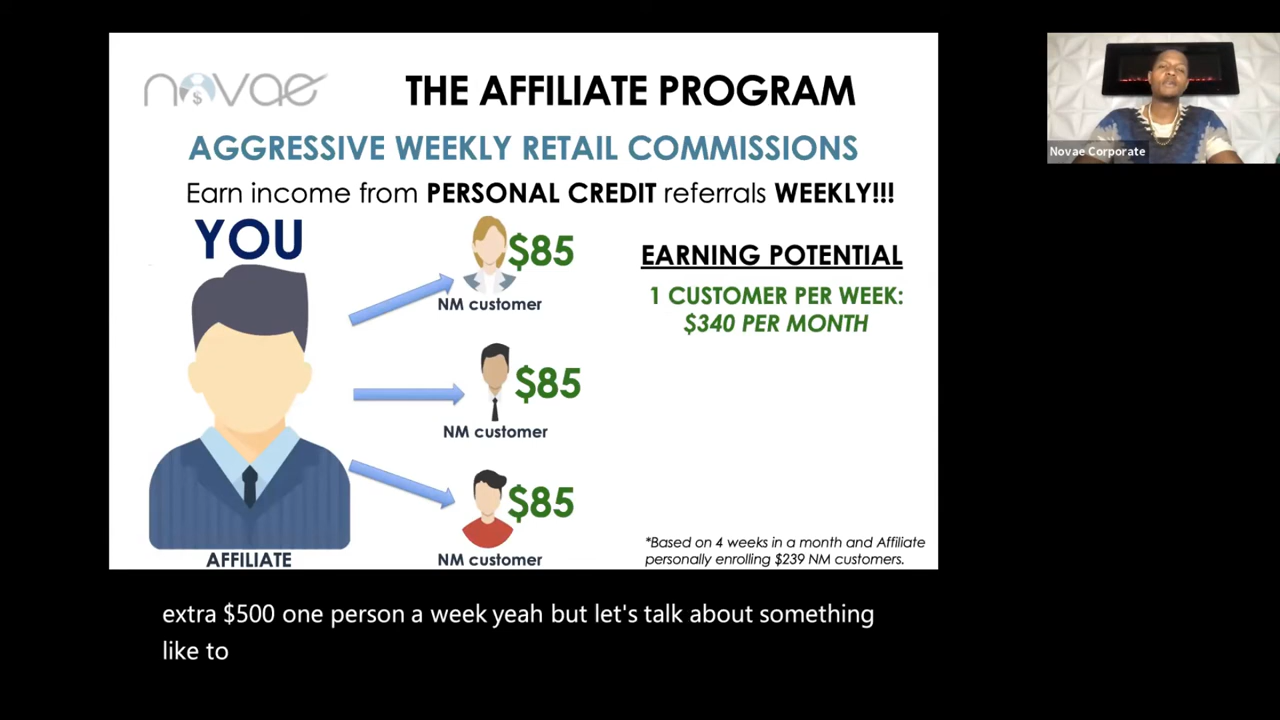 novae
THE AFFILIATE PROGRAM
AGGRESSIVE WEEKLY RETAIL COMMISSIONS
Earn income from PERSONAL CREDIT referrals WEEKLY!!!
YOU
AFFILIATE
$85
NM customer
$85
NM customer
$85
NM customer
EARNING POTENTIAL
1 CUSTOMER PER WEEK:
$340 PER MONTH
*Based on 4 weeks in a month and Affiliate
personally enrolling $239 NM customers.
Novae Corporate
extra $500 one person a week yeah but let's talk about something
like to